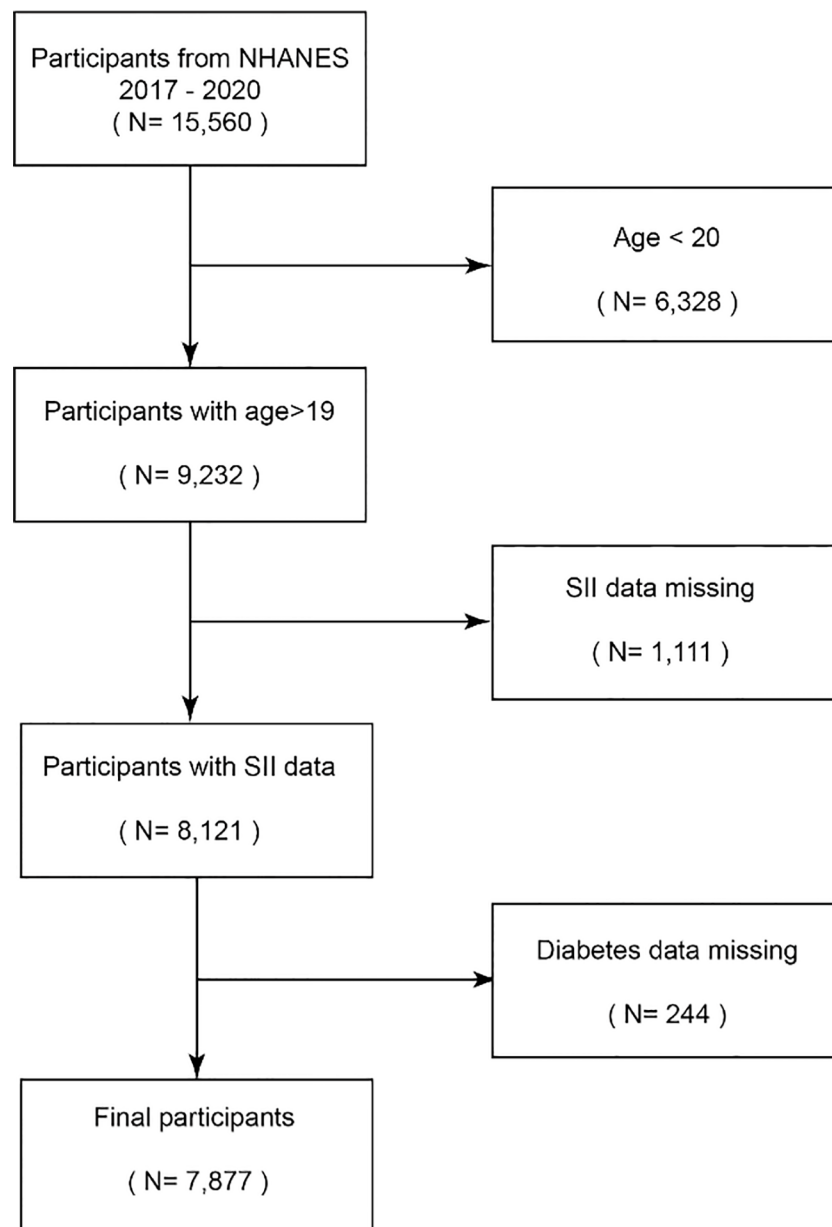 Participants from NHANES
2017 - 2020
( N= 15,560 )
Age < 20
( N= 6,328 )
Participants with age>19
( N= 9,232 )
SII data missing
( N= 1,111 )
Participants with SII data
( N= 8,121 )
Diabetes data missing
( N= 244 )
Final participants
( N= 7,877 )